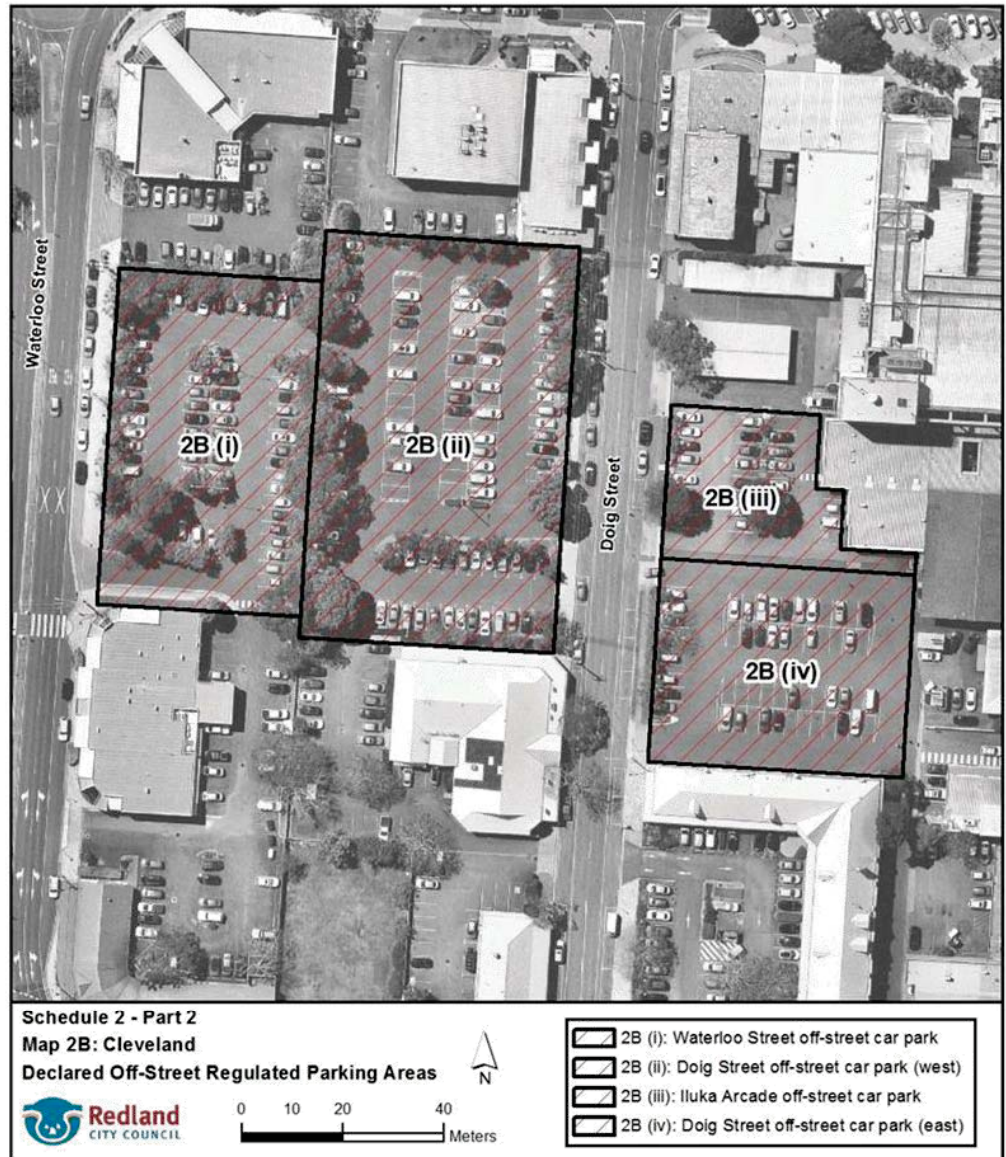 Waterloo Street
Doig Street
2B (i)
2B (ii)
2B (iii)
2B (iv)
Schedule 2 - Part 2
Map 2B: Cleveland
Declared Off-Street Regulated Parking Areas
N
Redland
CITY COUNCIL
0 10 20 40
Meters
2B (i): Waterloo Street off-street car park
2B (ii): Doig Street off-street car park (west)
2B (iii): Iluka Arcade off-street car park
2B (iv): Doig Street off-street car park (east)